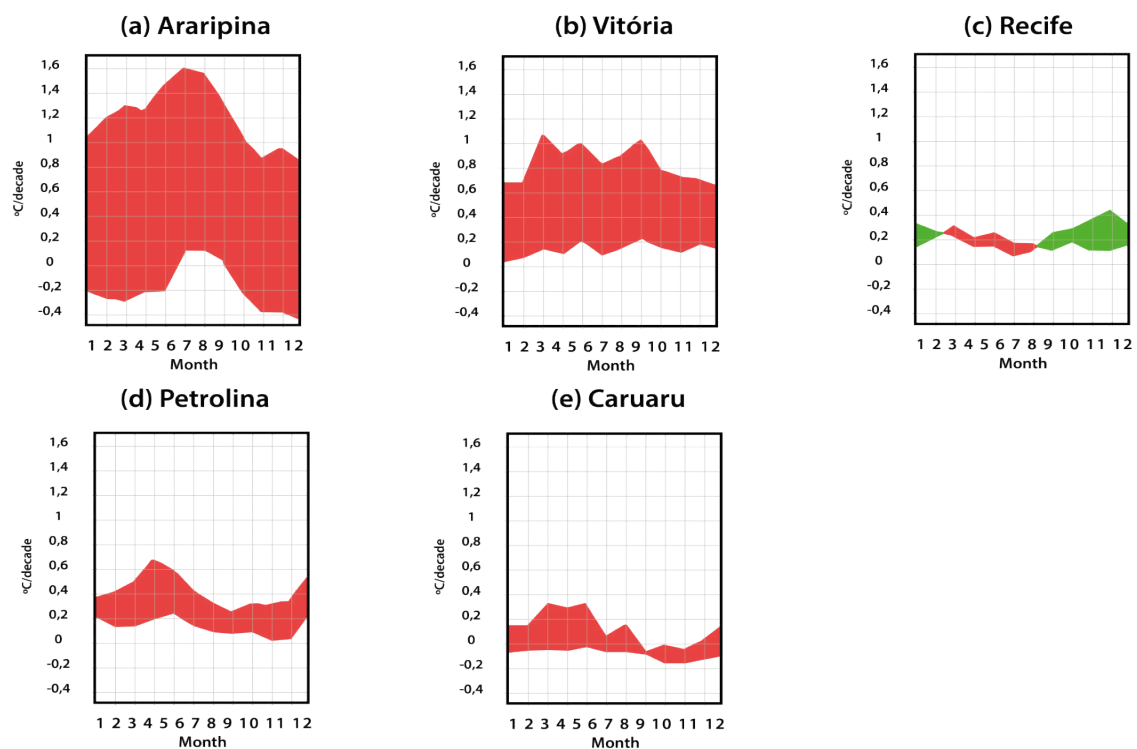 (a) Araripina
1,6
1,4
1,2
1
0,8
0,6
0,4
0,2
0
-0,2
-0,4
ºC/decade
1 2 3 4 5 6 7 8 9 10 11 12
Month
(b) Vitória
1,6
1,4
1,2
1
0,8
0,6
0,4
0,2
0
-0,2
-0,4
ºC/decade
1 2 3 4 5 6 7 8 9 10 11 12
Month
(c) Recife
1,6
1,4
1,2
1
0,8
0,6
0,4
0,2
0
-0,2
-0,4
ºC/decade
1 2 3 4 5 6 7 8 9 10 11 12
Month
(d) Petrolina
1,6
1,4
1,2
1
0,8
0,6
0,4
0,2
0
-0,2
-0,4
ºC/decade
1 2 3 4 5 6 7 8 9 10 11 12
Month
(e) Caruaru
1,6
1,4
1,2
1
0,8
0,6
0,4
0,2
0
-0,2
-0,4
ºC/decade
1 2 3 4 5 6 7 8 9 10 11 12
Month